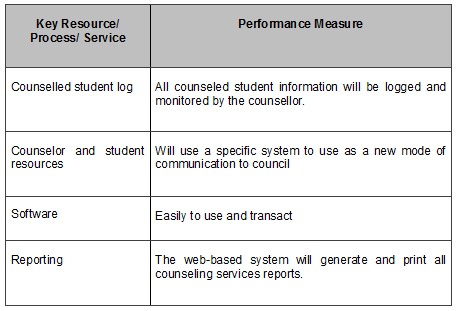 Key Resource/
Process/ Service
Performance Measure
Counselled student log
All counseled student information will be logged and
monitored by the counsellor.
Counselor and student
resources
Will use a specific system to use as a new mode of
communication to council
Software
Easily to use and transact
Reporting
The web-based system will generate and print all
counseling services reports.